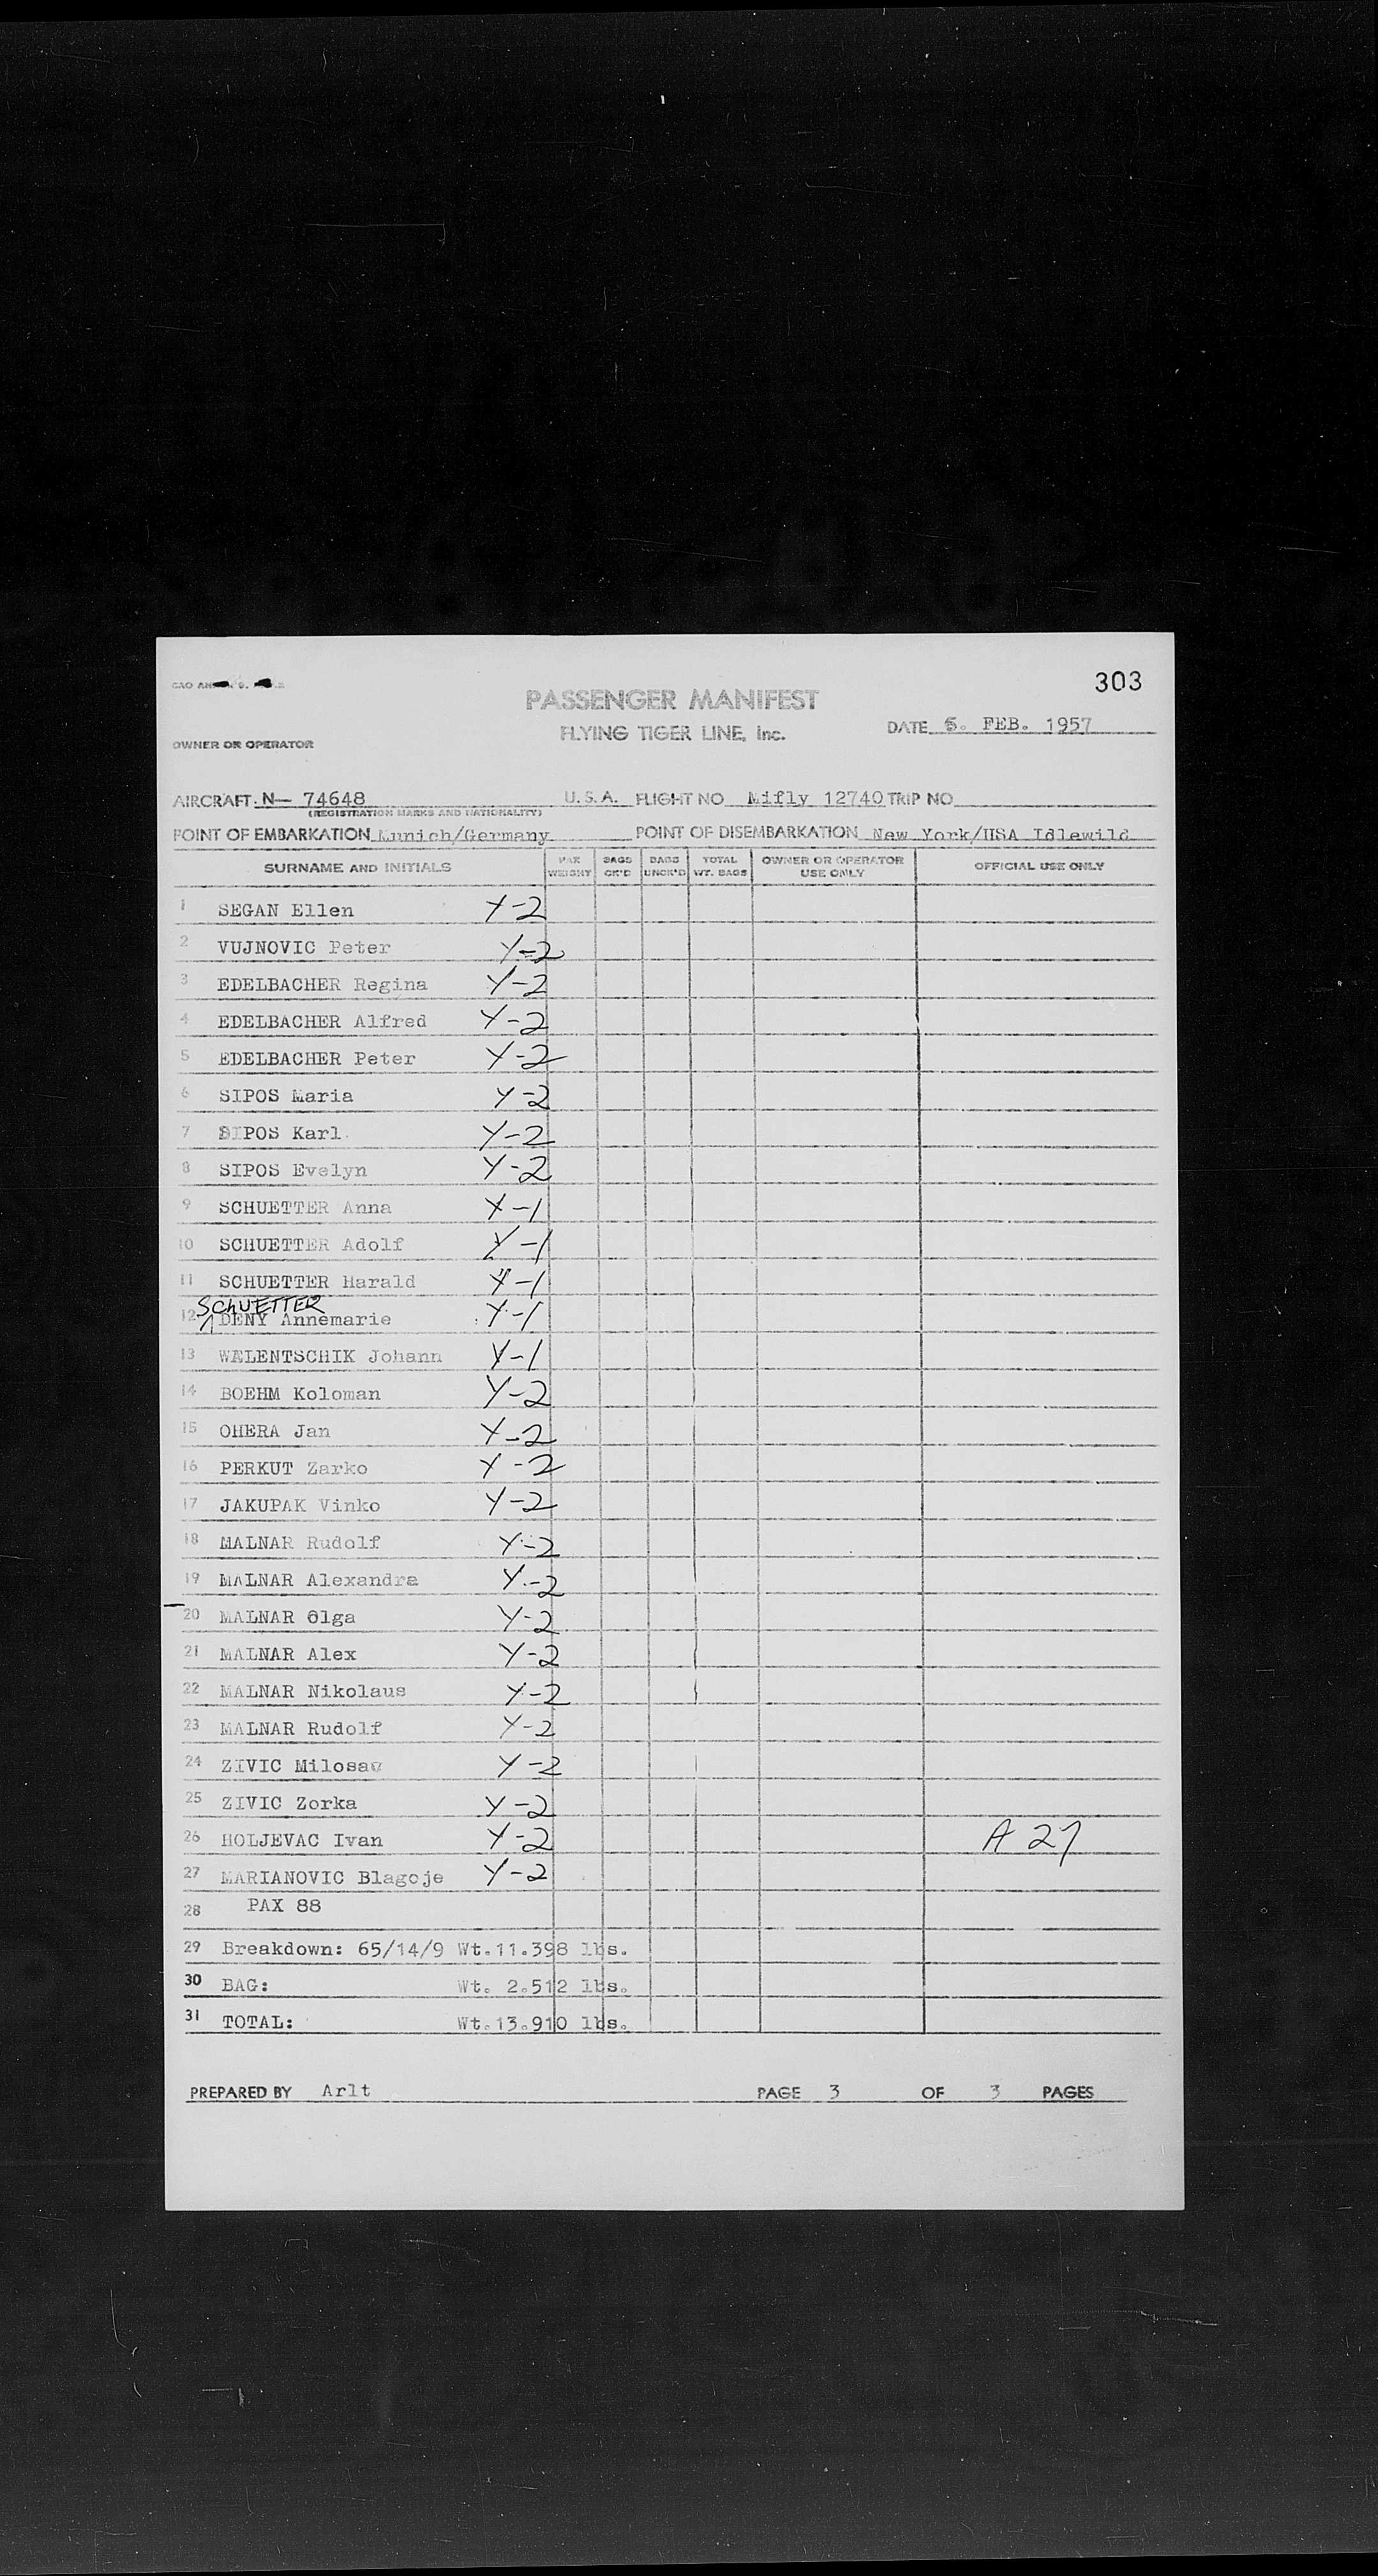 303
PASSENGER MANIFEST
FLYING TIGER LINE, Inc.
DATE 6. FEB. 1957
OWNER OR OPERATOR
AIRCRAFT N— 74648 U.S.A. FLIGHT NO Mifly 12740 TRIP NO
(REGISTRATION MARKS AND NATIONALITY)
POINT OF EMBARKATION Munich/Germany POINT OF DISEMBARKATION New York/USA Idlewild
SURNAME AND INITIALS PAX WEIGHT BAGS CK'D BAGS UNCK'D TOTAL WT. BAGS OWNER OR OPERATOR USE ONLY OFFICIAL USE ONLY
1 SEGAN Ellen Y-2
2 VUJNOVIC Peter Y-2
3 EDELBACHER Regina Y-2
4 EDELBACHER Alfred Y-2
5 EDELBACHER Peter Y-2
6 SIPOS Maria Y-2
7 SIPOS Karl Y-2
8 SIPOS Evelyn Y-2
9 SCHUETTER Anna Y-1
10 SCHUETTER Adolf Y-1
11 SCHUETTER Harald Y-1
SCHUETTER
12 DENY Annemarie Y-1
13 WALENTSCHIK Johann Y-1
14 BOEHM Koloman Y-2
15 OHERA Jan Y-2
16 PERKUT Zarko Y-2
17 JAKUPAK Vinko Y-2
18 MALNAR Rudolf Y-2
19 MALNAR Alexandra Y-2
20 MALNAR Olga Y-2
21 MALNAR Alex Y-2
22 MALNAR Nikolaus Y-2
23 MALNAR Rudolf Y-2
24 ZIVIC Milosav Y-2
25 ZIVIC Zorka Y-2
26 HOLJEVAC Ivan Y-2 A 27
27 MARIANOVIC Blagoje Y-2
28 PAX 88
29 Breakdown: 65/14/9 Wt.11.398 lbs.
30 BAG: Wt. 2.512 lbs.
31 TOTAL: Wt.13.910 lbs.
PREPARED BY Arlt PAGE 3 OF 3 PAGES